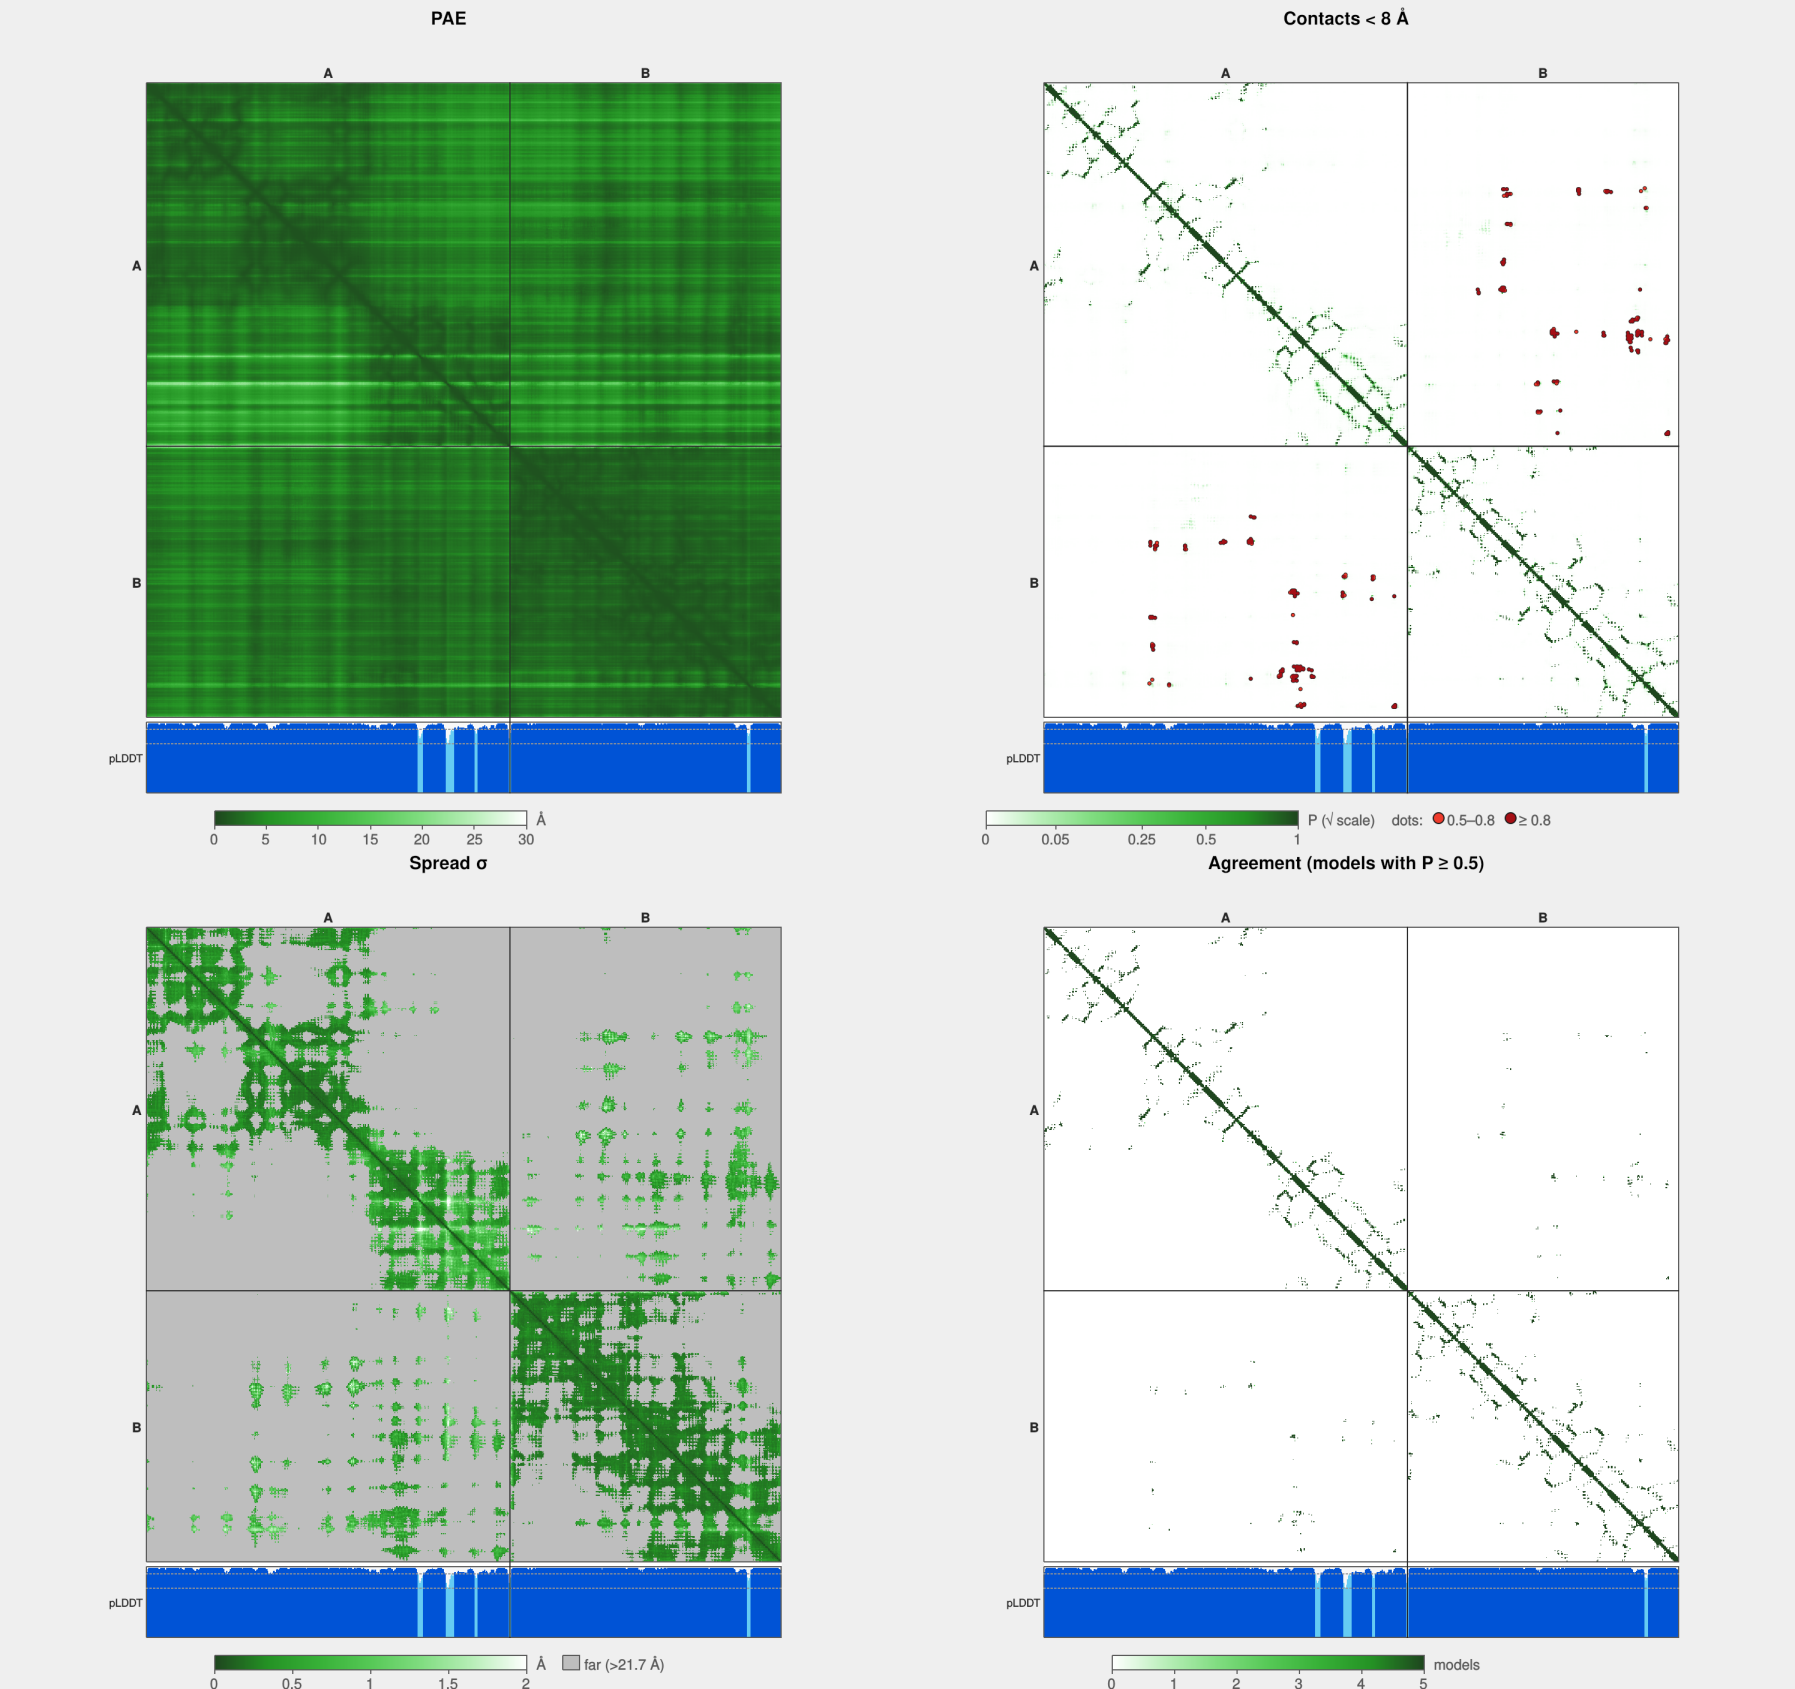 PAE
Contacts < 8 Å
A B
A B
A
A
B
B
pLDDT
pLDDT
Å
0 5 10 15 20 25 30
P (√ scale) dots: 0.5–0.8 ≥ 0.8
0 0.05 0.25 0.5 1
Spread σ
Agreement (models with P ≥ 0.5)
A B
A B
A
A
B
B
pLDDT
pLDDT
Å far (>21.7 Å)
0 0.5 1 1.5 2
models
0 1 2 3 4 5